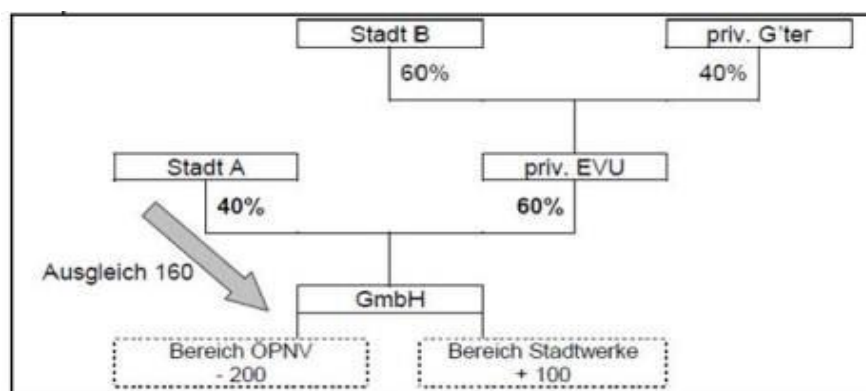 Stadt B
priv. G'ter
60%
40%
Stadt A
priv. EVU
40%
60%
Ausgleich 160
GmbH
Bereich ÖPNV
- 200
Bereich Stadtwerke
+ 100